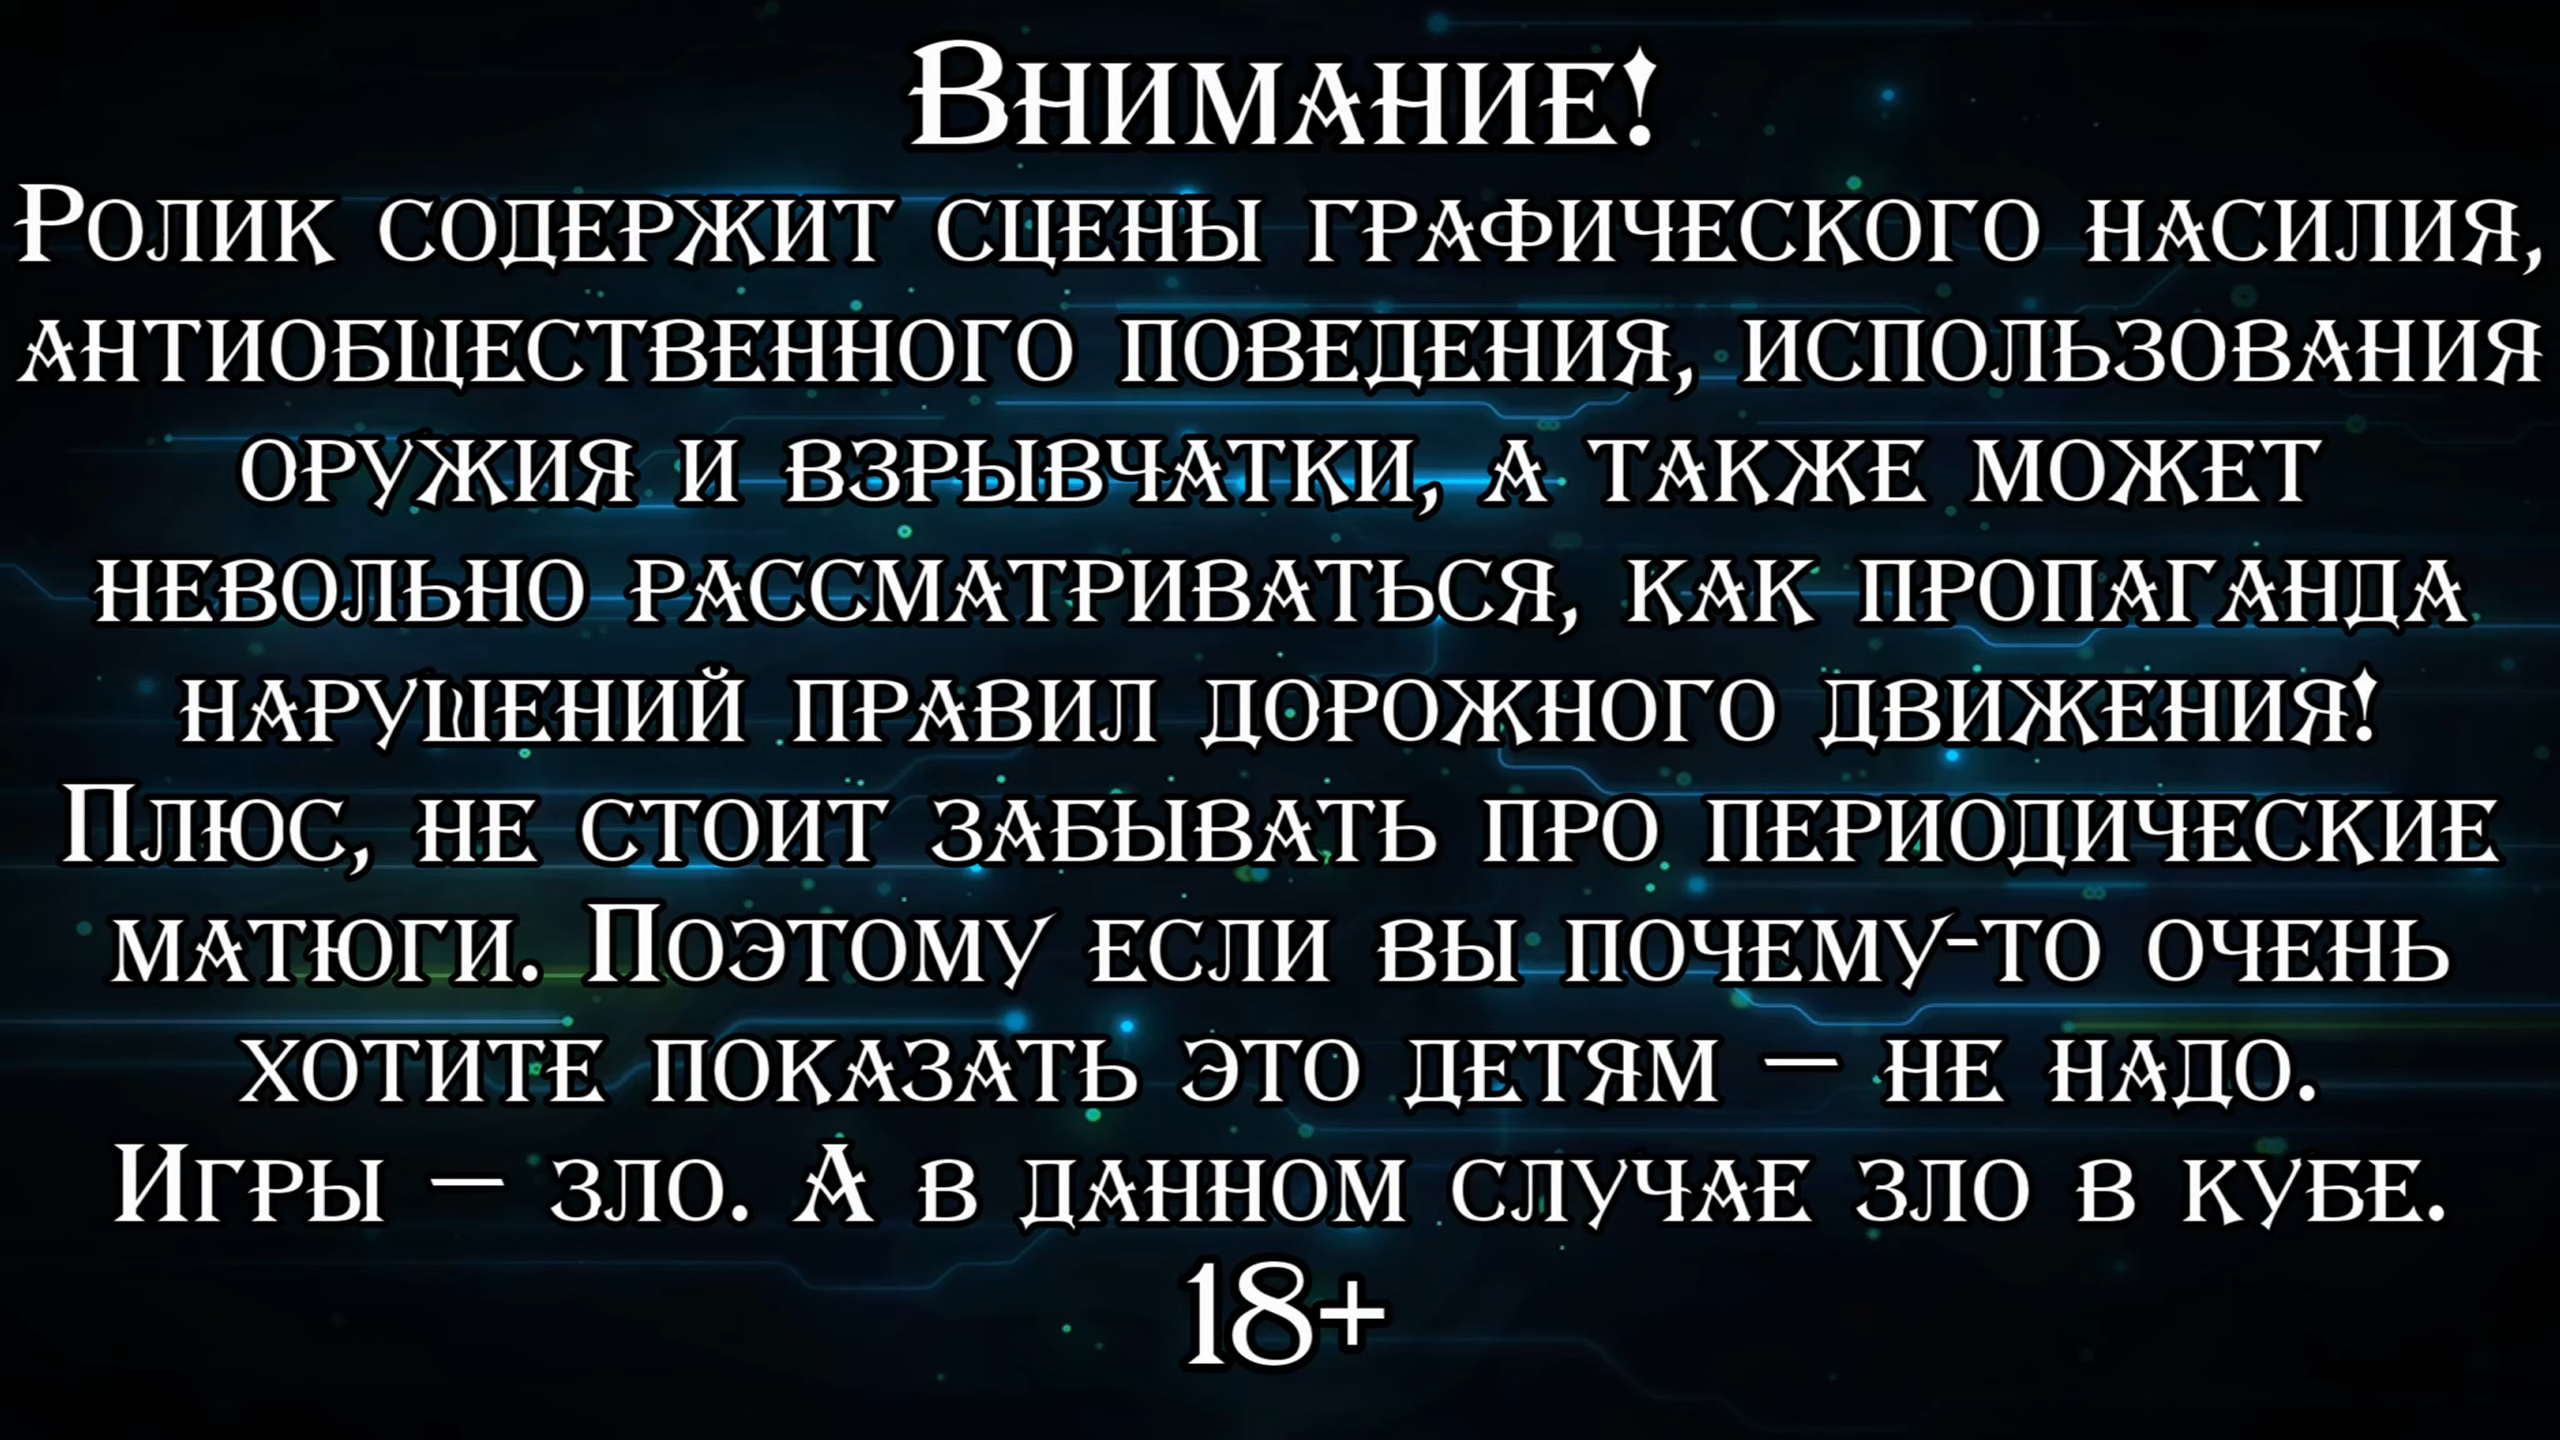 Внимание!
Ролик содержит сцены графического насилия,
антиобщественного поведения, использования
оружия и взрывчатки, а также может
невольно рассматриваться, как пропаганда
нарушений правил дорожного движения!
Плюс, не стоит забывать про периодические
матюги. Поэтому если вы почему-то очень
хотите показать это детям — не надо.
Игры — зло. А в данном случае зло в кубе.
18+